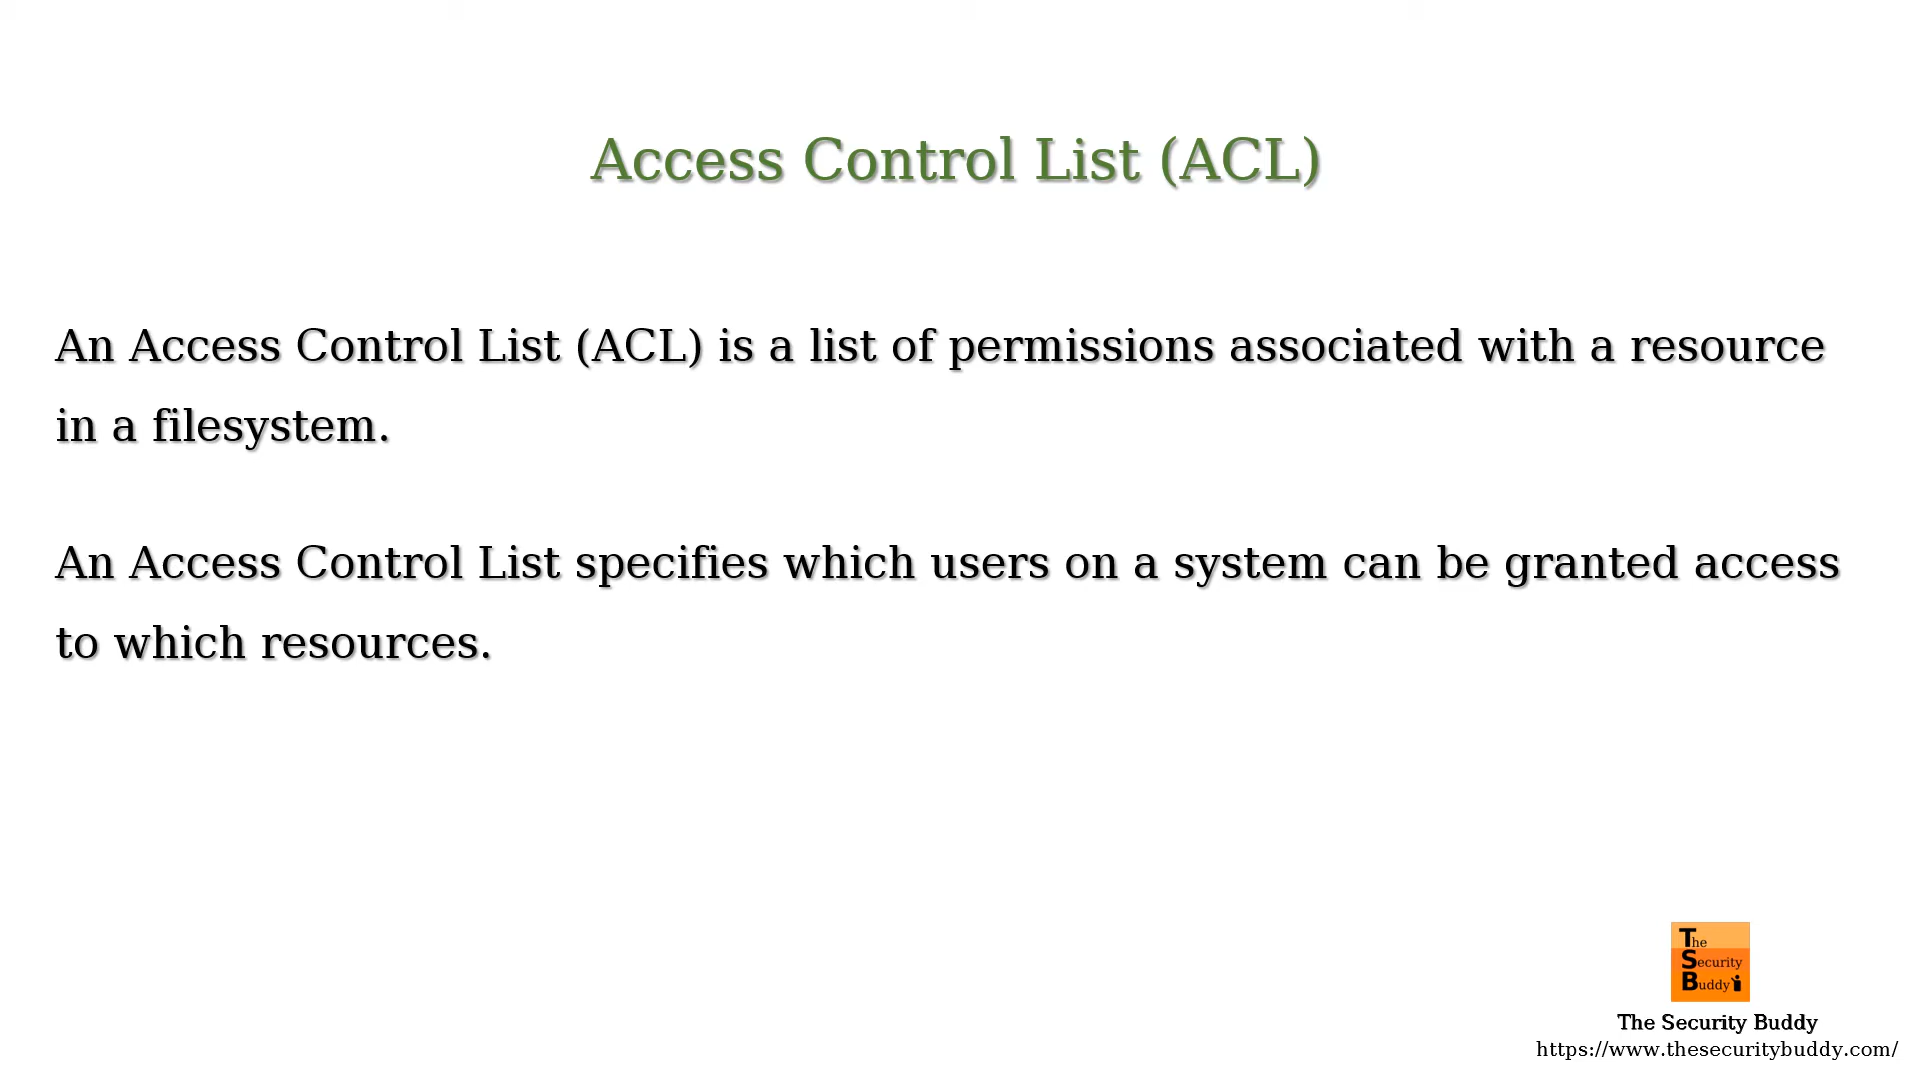 Access Control List (ACL)
An Access Control List (ACL) is a list of permissions associated with a resource
in a filesystem.
An Access Control List specifies which users on a system can be granted access
to which resources.
The
Security
Buddy
The Security Buddy
https://www.thesecuritybuddy.com/